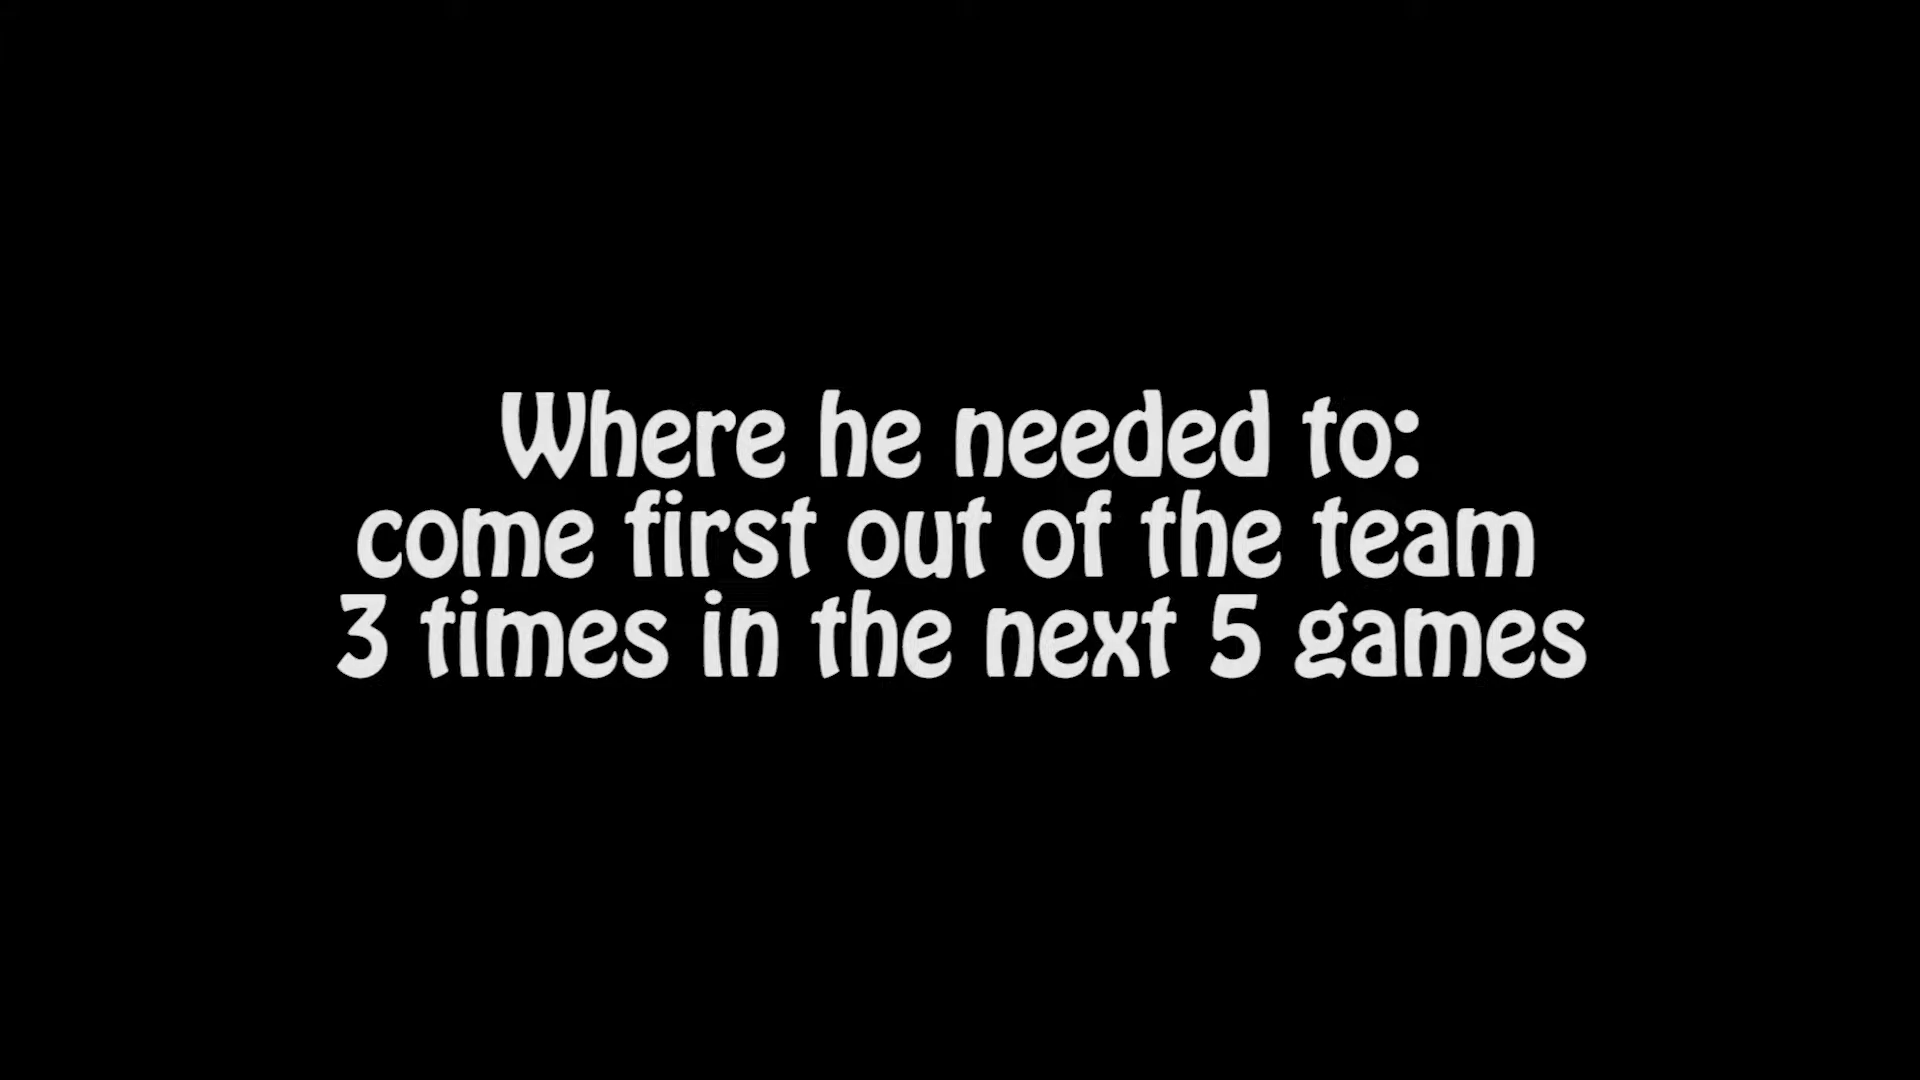 Where he needed to:
come first out of the team
3 times in the next 5 games